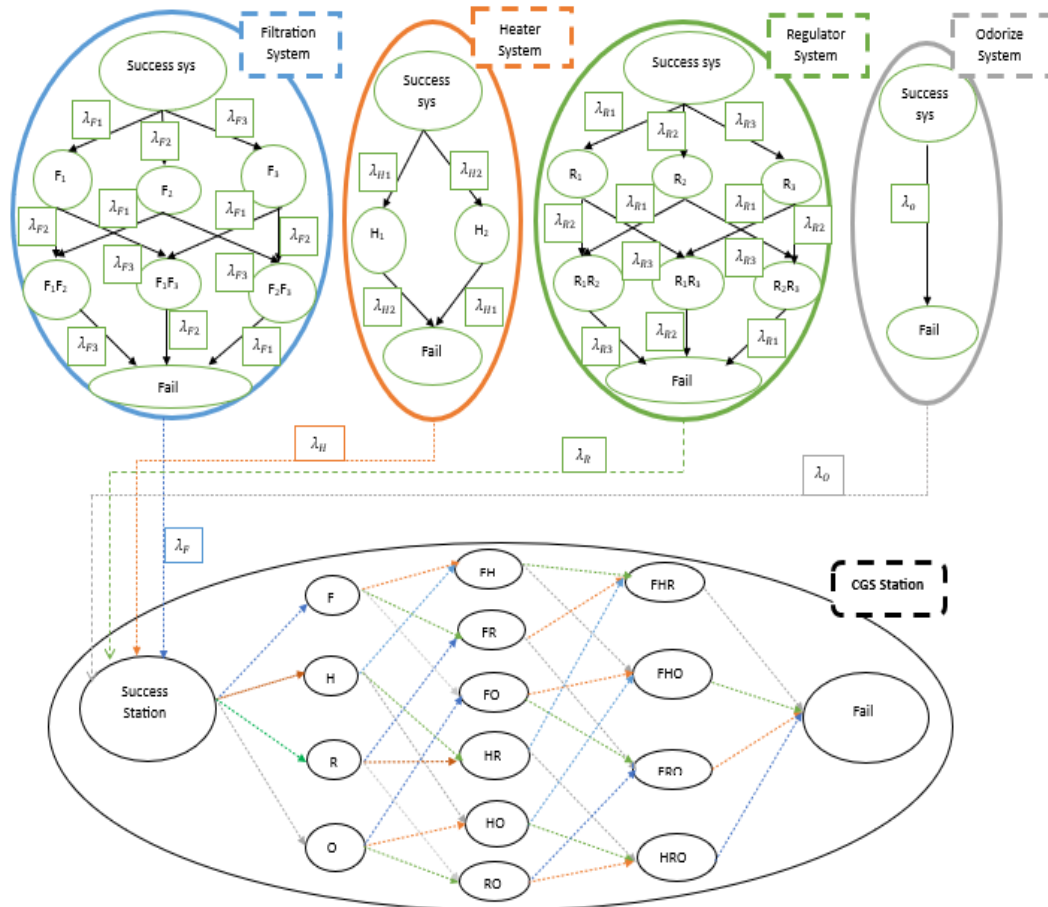 Filtration
System
Heater
System
Regulator
System
Odorize
System
Success sys
λF1
λF2
λF3
F1
F2
F3
λF2
λF1
λF1
λF2
λF3
λF3
F1F2
F1F3
F2F3
λF3
λF2
λF1
Fail
Success
sys
λH1
λH2
H1
H2
λH2
λH1
Fail
Success sys
λR1
λR2
λR3
R1
R2
R3
λR2
λR1
λR1
λR2
λR3
λR3
R1R2
R1R3
R2R3
λR3
λR2
λR1
Fail
Success
sys
λo
Fail
λH
λR
λO
λF
CGS Station
Success
Station
F
H
R
O
FH
FR
FO
HR
HO
RO
FHR
FHO
FRO
HRO
Fail